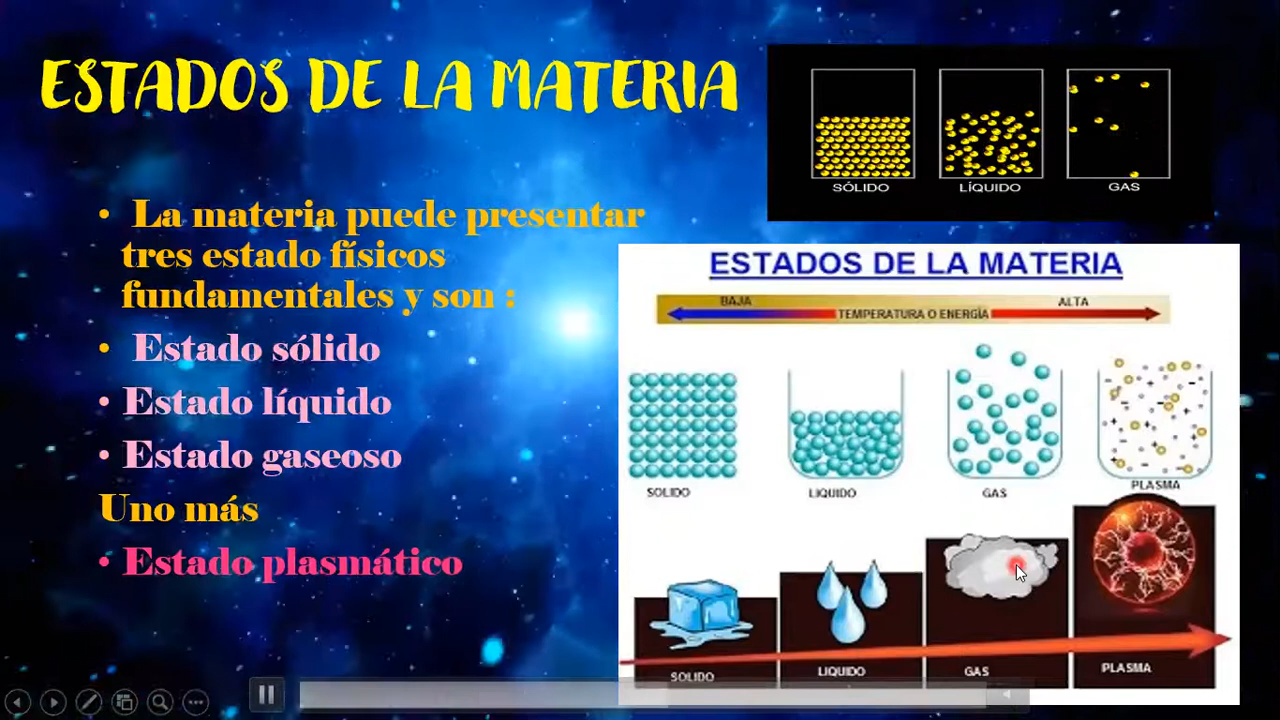 ESTADOS DE LA MATERIA
• La materia puede presentar
tres estado físicos
fundamentales y son :
• Estado sólido
• Estado líquido
• Estado gaseoso
Uno más
• Estado plasmático
SÓLIDO LÍQUIDO GAS
ESTADOS DE LA MATERIA
BAJA ALTA
TEMPERATURA O ENERGÍA
SOLIDO LIQUIDO GAS PLASMA
SOLIDO LIQUIDO GAS PLASMA